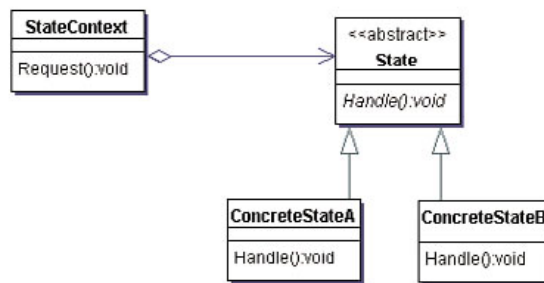 StateContext
Request():void
<<abstract>>
State
Handle():void
ConcreteStateA
Handle():void
ConcreteStateB
Handle():void